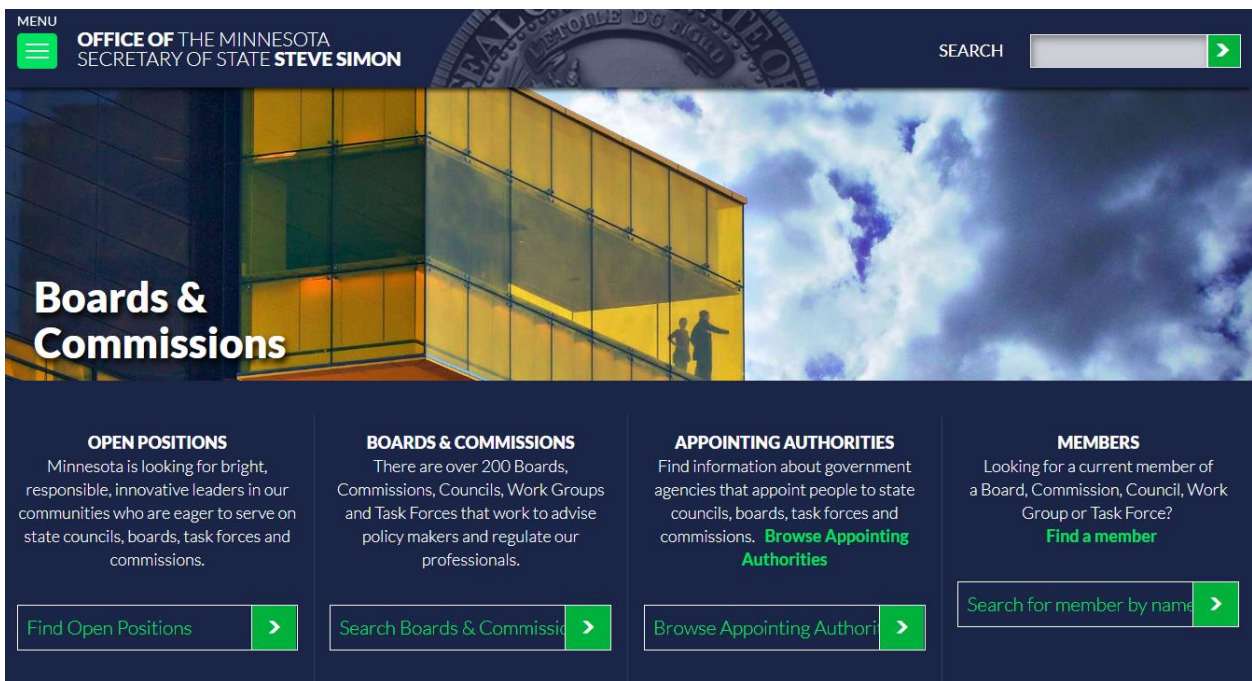 MENU
OFFICE OF THE MINNESOTA
SECRETARY OF STATE STEVE SIMON
SEARCH
Boards &
Commissions
OPEN POSITIONS
Minnesota is looking for bright,
responsible, innovative leaders in our
communities who are eager to serve on
state councils, boards, task forces and
commissions.
Find Open Positions
BOARDS & COMMISSIONS
There are over 200 Boards,
Commissions, Councils, Work Groups
and Task Forces that work to advise
policy makers and regulate our
professionals.
Search Boards & Commissio
APPOINTING AUTHORITIES
Find information about government
agencies that appoint people to state
councils, boards, task forces and
commissions. Browse Appointing
Authorities
Browse Appointing Authori
MEMBERS
Looking for a current member of
a Board, Commission, Council, Work
Group or Task Force?
Find a member
Search for member by name